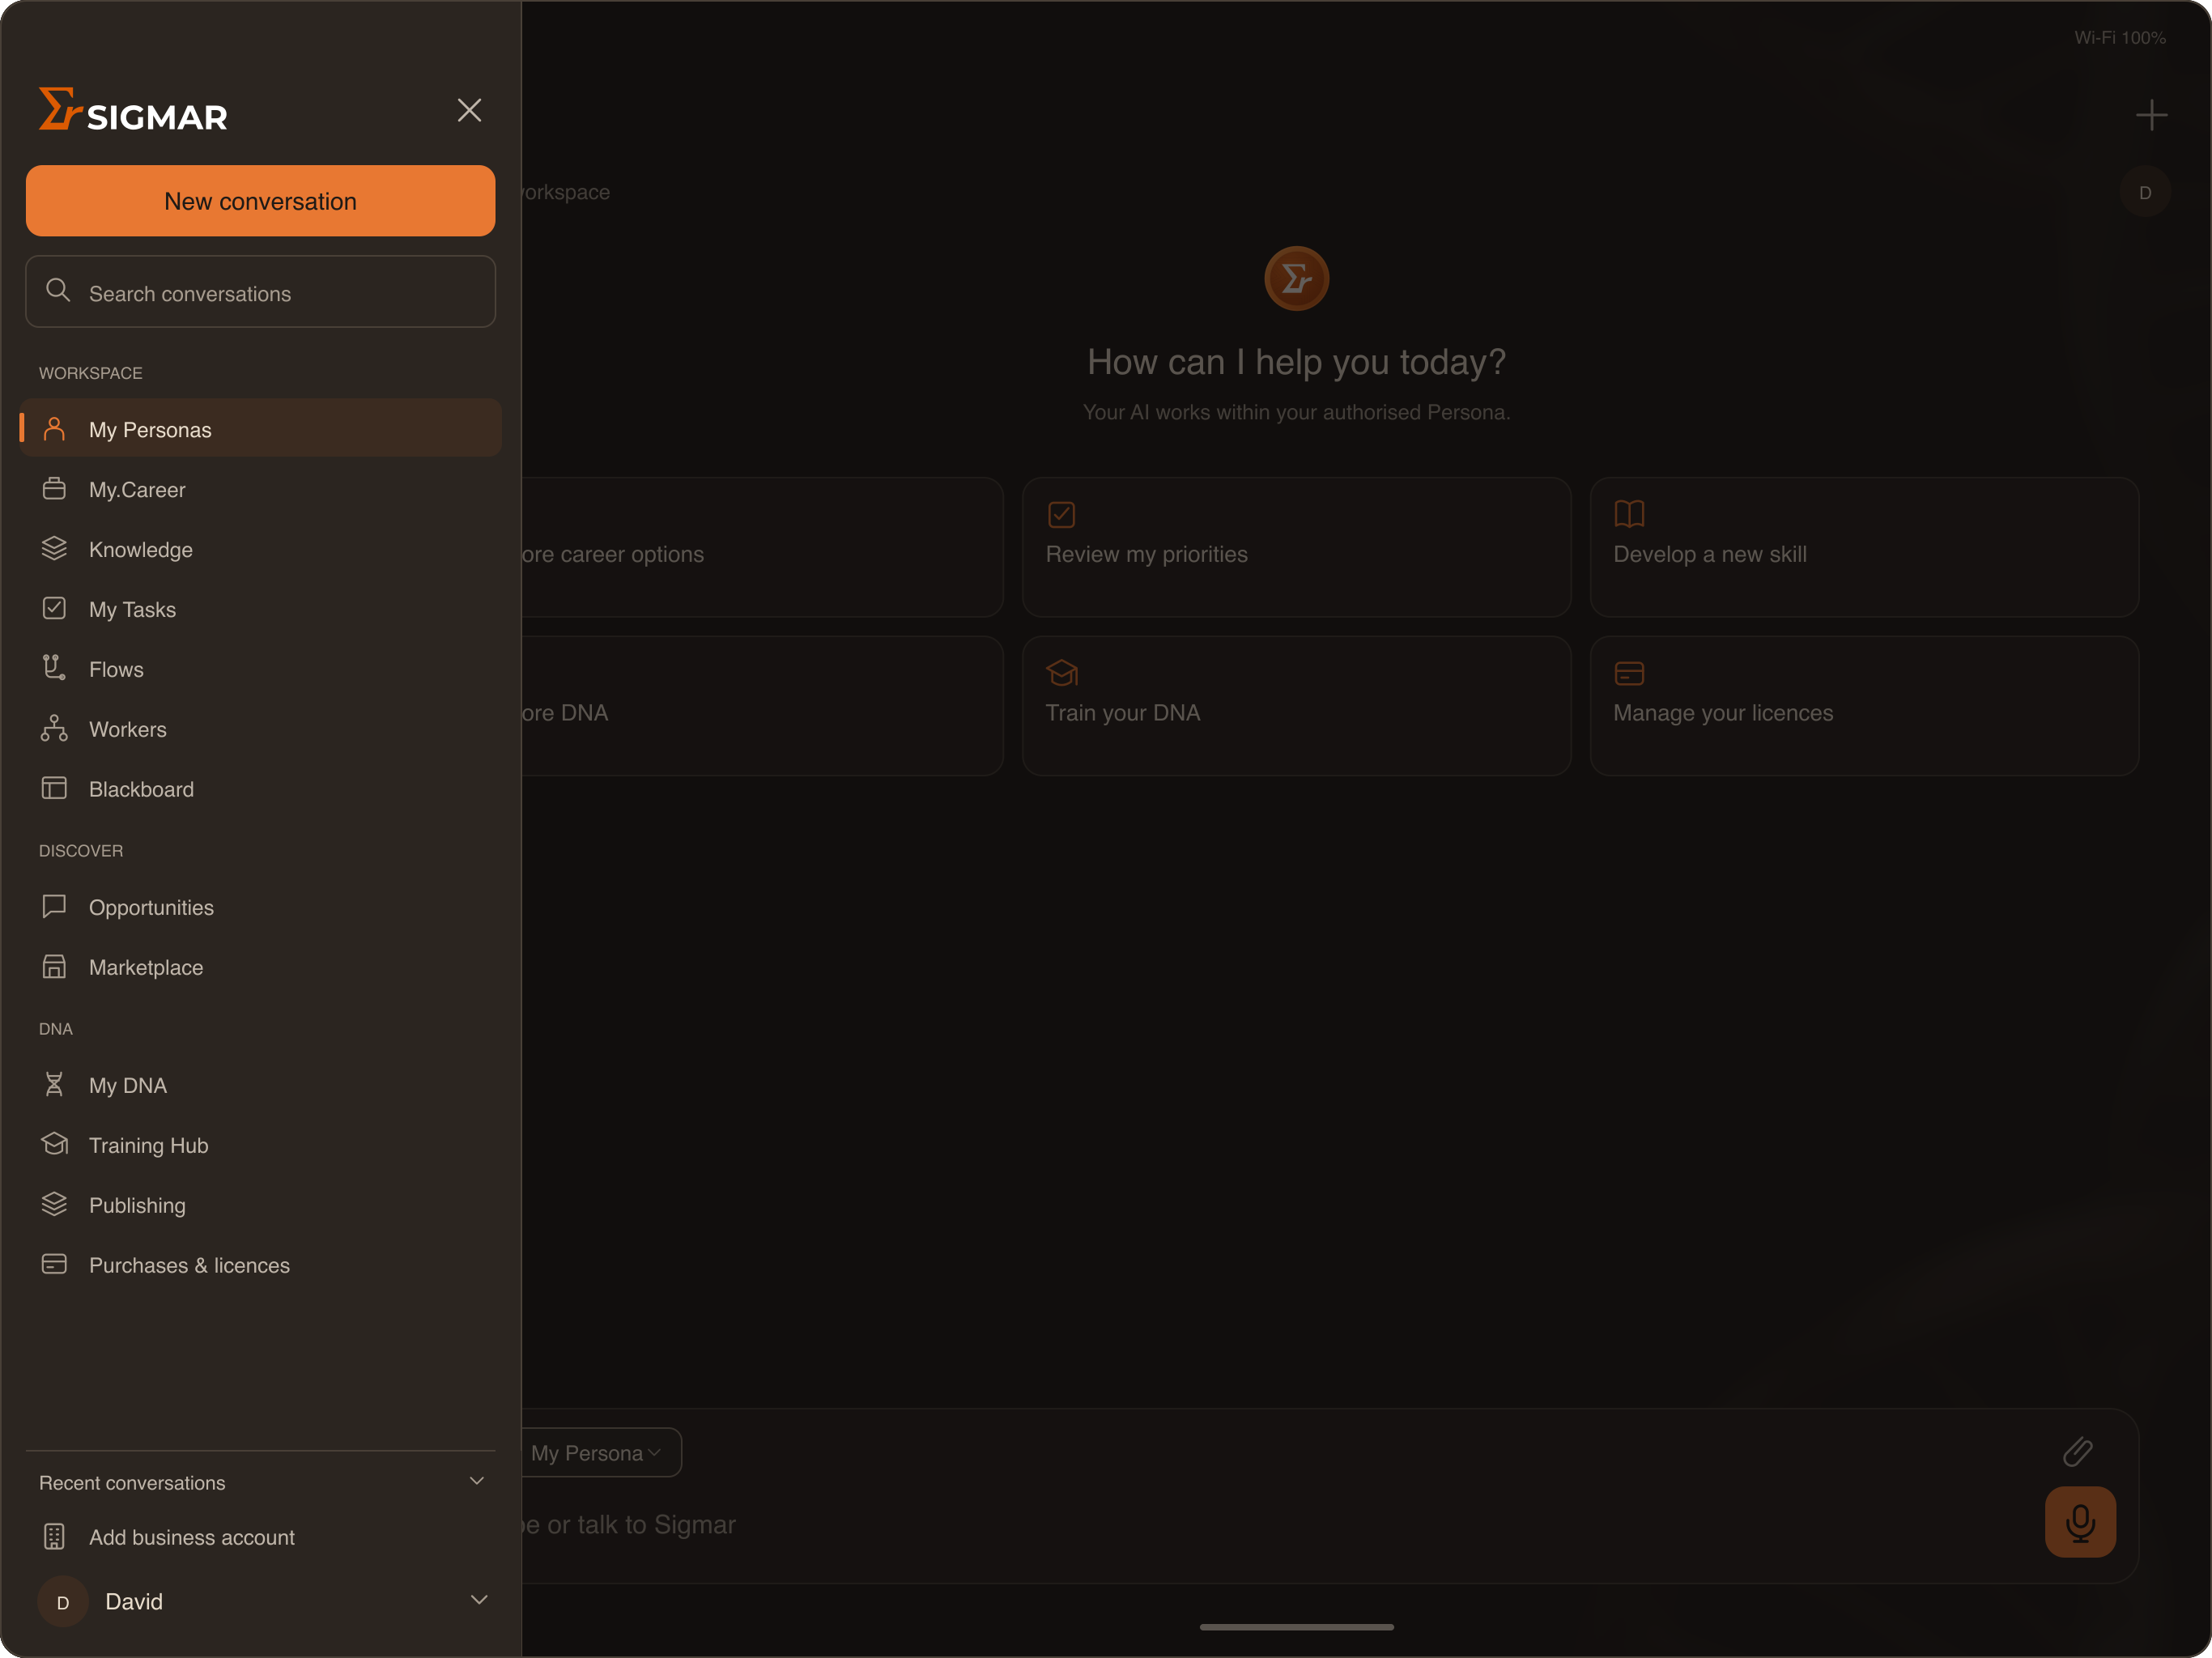 Wi-Fi 100%
Σr SIGMAR
New conversation
Search conversations
WORKSPACE
My Personas
My.Career
Knowledge
My Tasks
Flows
Workers
Blackboard
DISCOVER
Opportunities
Marketplace
DNA
My DNA
Training Hub
Publishing
Purchases & licences
Recent conversations
Add business account
D David
orkspace
D
Σr
How can I help you today?
Your AI works within your authorised Persona.
ore career options
Review my priorities
Develop a new skill
ore DNA
Train your DNA
Manage your licences
My Persona
e or talk to Sigmar